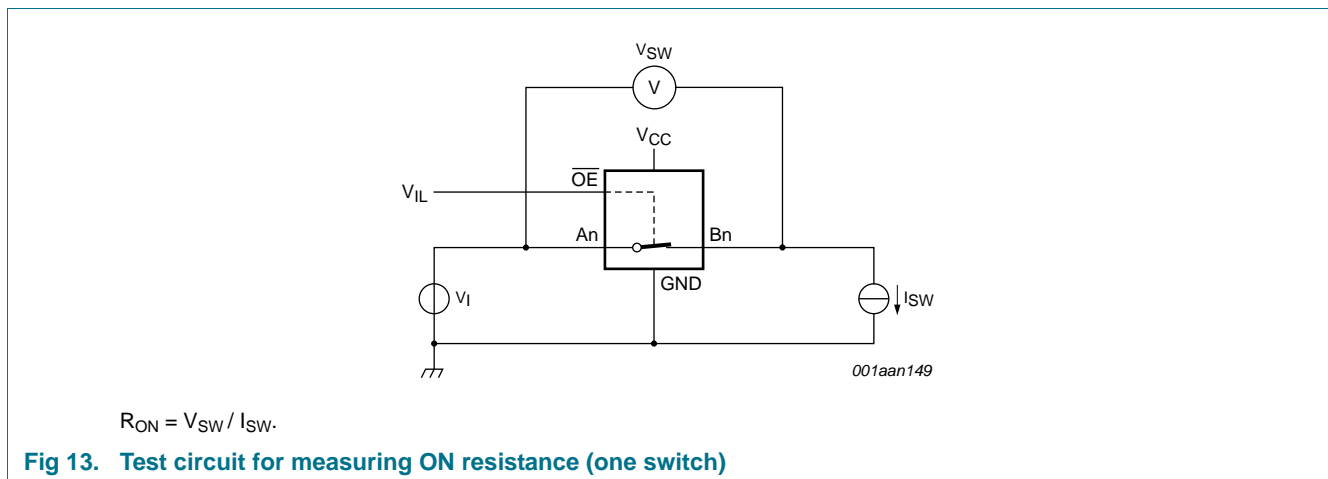 VSW
V
VCC
OE
VIL
An
Bn
GND
VI
ISW
001aan149
RON = VSW / ISW.
Fig 13. Test circuit for measuring ON resistance (one switch)